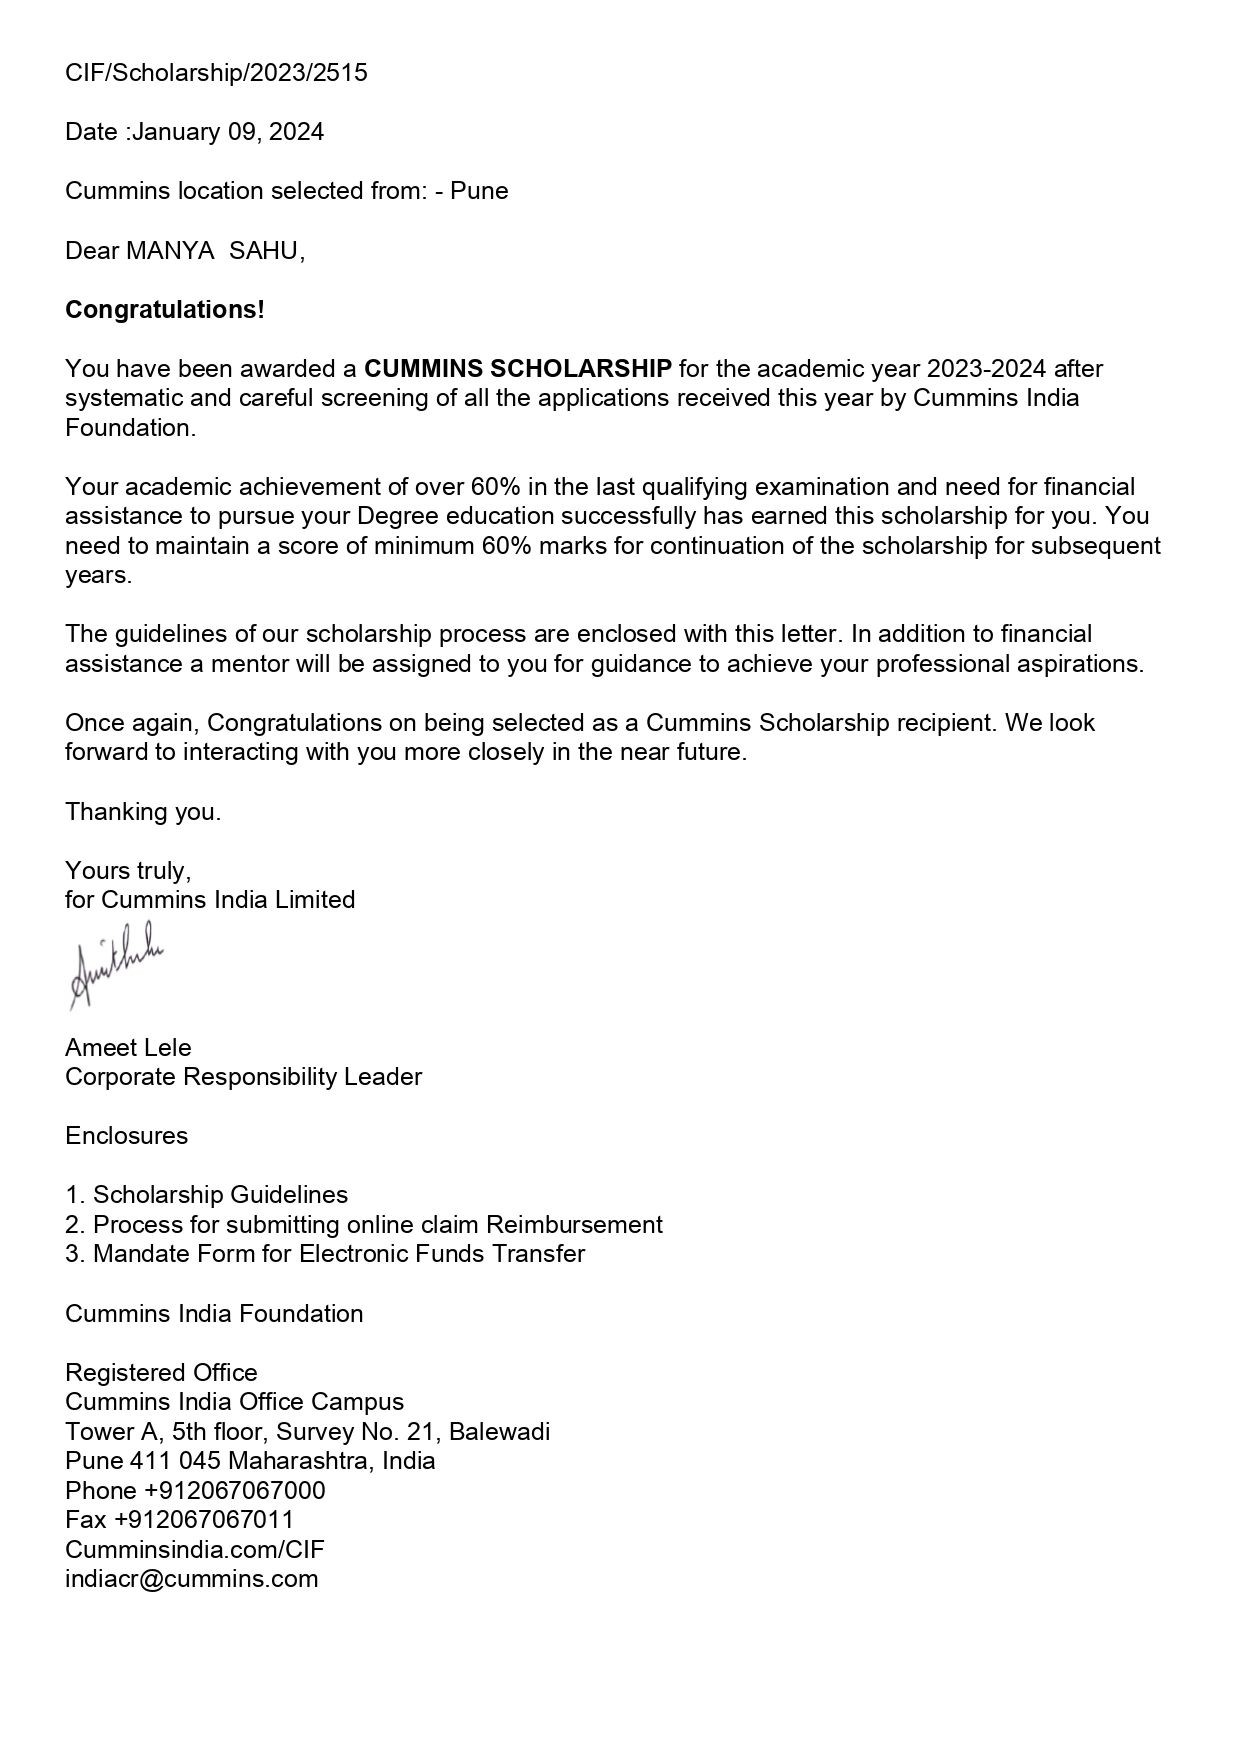 CIF/Scholarship/2023/2515
Date :January 09, 2024
Cummins location selected from: - Pune
Dear MANYA  SAHU,
Congratulations!
You have been awarded a CUMMINS SCHOLARSHIP for the academic year 2023-2024 after
systematic and careful screening of all the applications received this year by Cummins India
Foundation.
Your academic achievement of over 60% in the last qualifying examination and need for financial
assistance to pursue your Degree education successfully has earned this scholarship for you. You
need to maintain a score of minimum 60% marks for continuation of the scholarship for subsequent
years.
The guidelines of our scholarship process are enclosed with this letter. In addition to financial
assistance a mentor will be assigned to you for guidance to achieve your professional aspirations.
Once again, Congratulations on being selected as a Cummins Scholarship recipient. We look
forward to interacting with you more closely in the near future.
Thanking you.
Yours truly,
for Cummins India Limited
Ameet Lele
Corporate Responsibility Leader
Enclosures
1. Scholarship Guidelines
2. Process for submitting online claim Reimbursement
3. Mandate Form for Electronic Funds Transfer
Cummins India Foundation
Registered Office
Cummins India Office Campus
Tower A, 5th floor, Survey No. 21, Balewadi
Pune 411 045 Maharashtra, India
Phone +912067067000
Fax +912067067011
Cumminsindia.com/CIF
indiacr@cummins.com